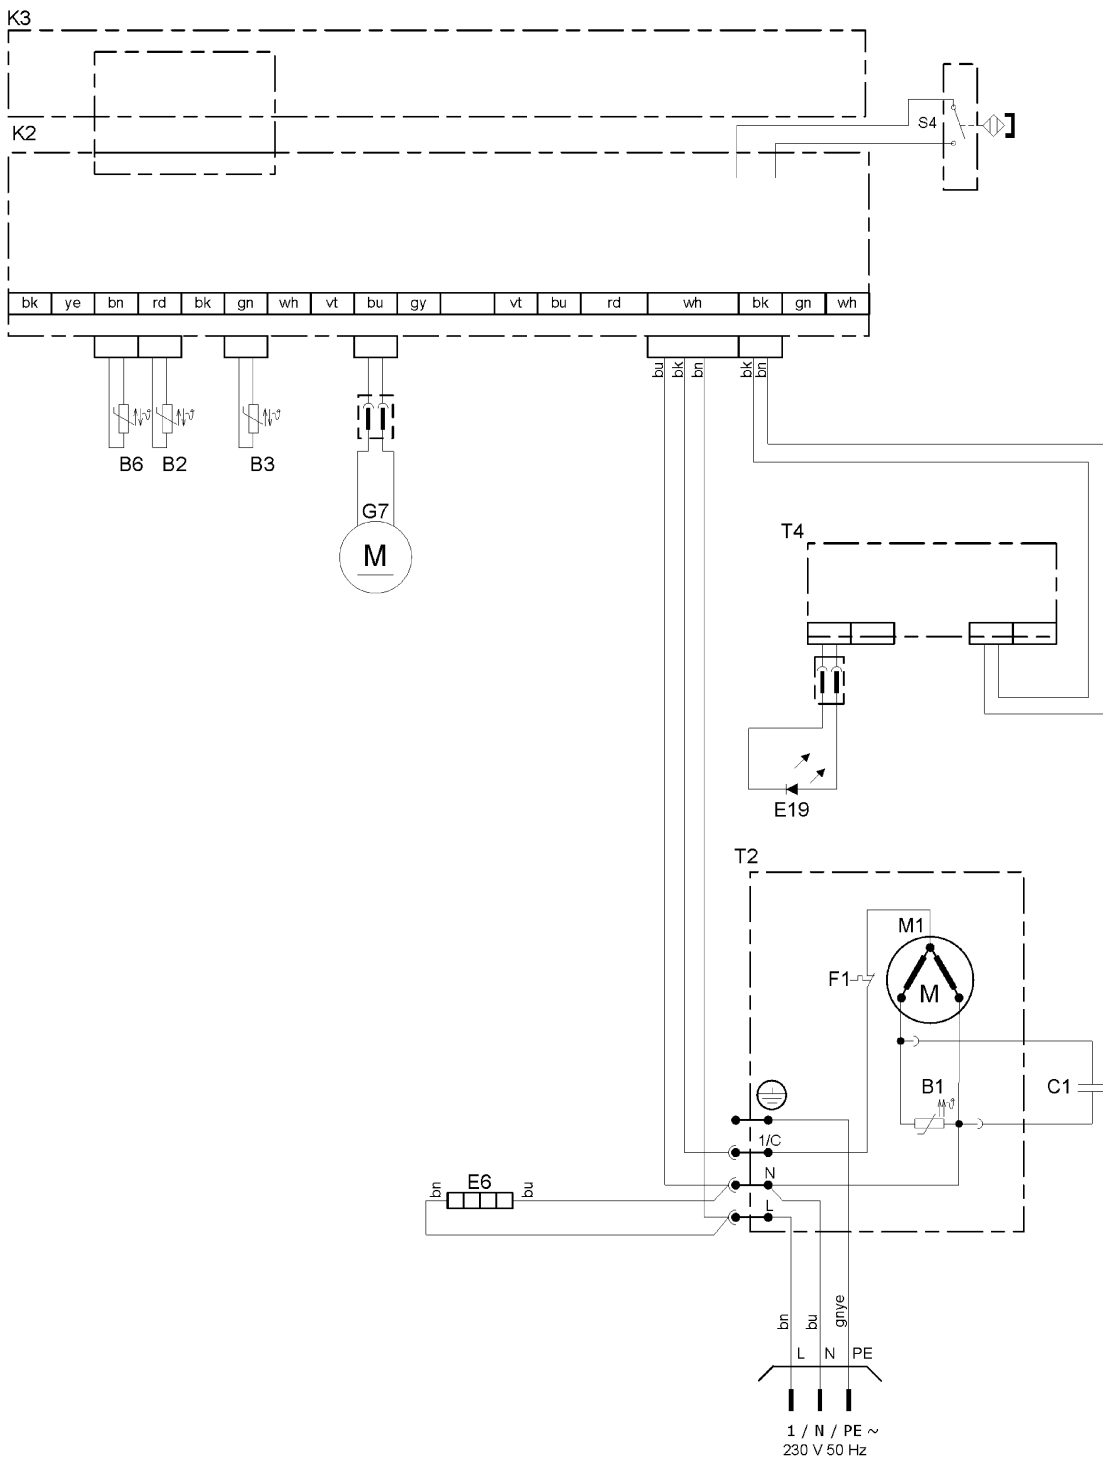 K3
K2
S4
bk ye bn rd bk gn wh vt bu gy vt bu rd wh bk gn wh
bu bk bn bk bn
ϑ ϑ ϑ
B6 B2 B3
G7
M
T4
E19
T2
M1
F1
M
B1 ϑ C1
1/C
bn E6 bu N
L
bn bu gnye
L N PE
1 / N / PE ~
230 V 50 Hz